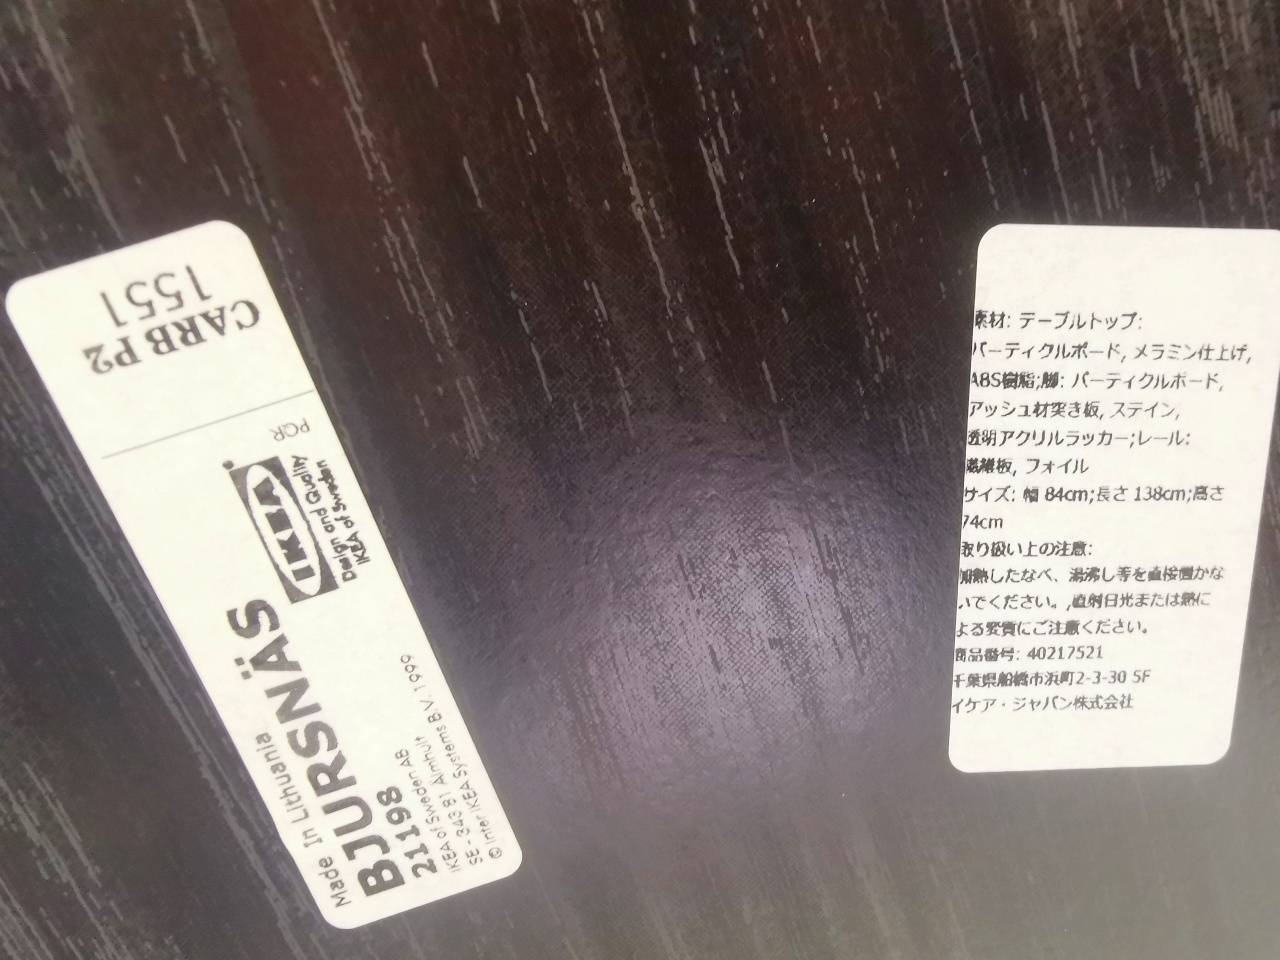 CARB P2
1551
PQR
IKEA
Design and Quality
IKEA of Sweden
Made In Lithuania
BJURSNÄS
21198
IKEA of Sweden AB
SE - 343 81 Älmhult
© Inter IKEA Systems B.V. 1999
素材: テーブルトップ:
パーティクルボード, メラミン仕上げ,
ABS樹脂;脚: パーティクルボード,
アッシュ材突き板, ステイン,
透明アクリルラッカー;レール:
繊維板, フォイル
サイズ: 幅 84cm;長さ 138cm;高さ
74cm
取り扱い上の注意:
加熱したなべ、湯沸し等を直接置かな
いでください。,直射日光または熱に
よる変質にご注意ください。
商品番号: 40217521
千葉県船橋市浜町2-3-30 5F
イケア・ジャパン株式会社